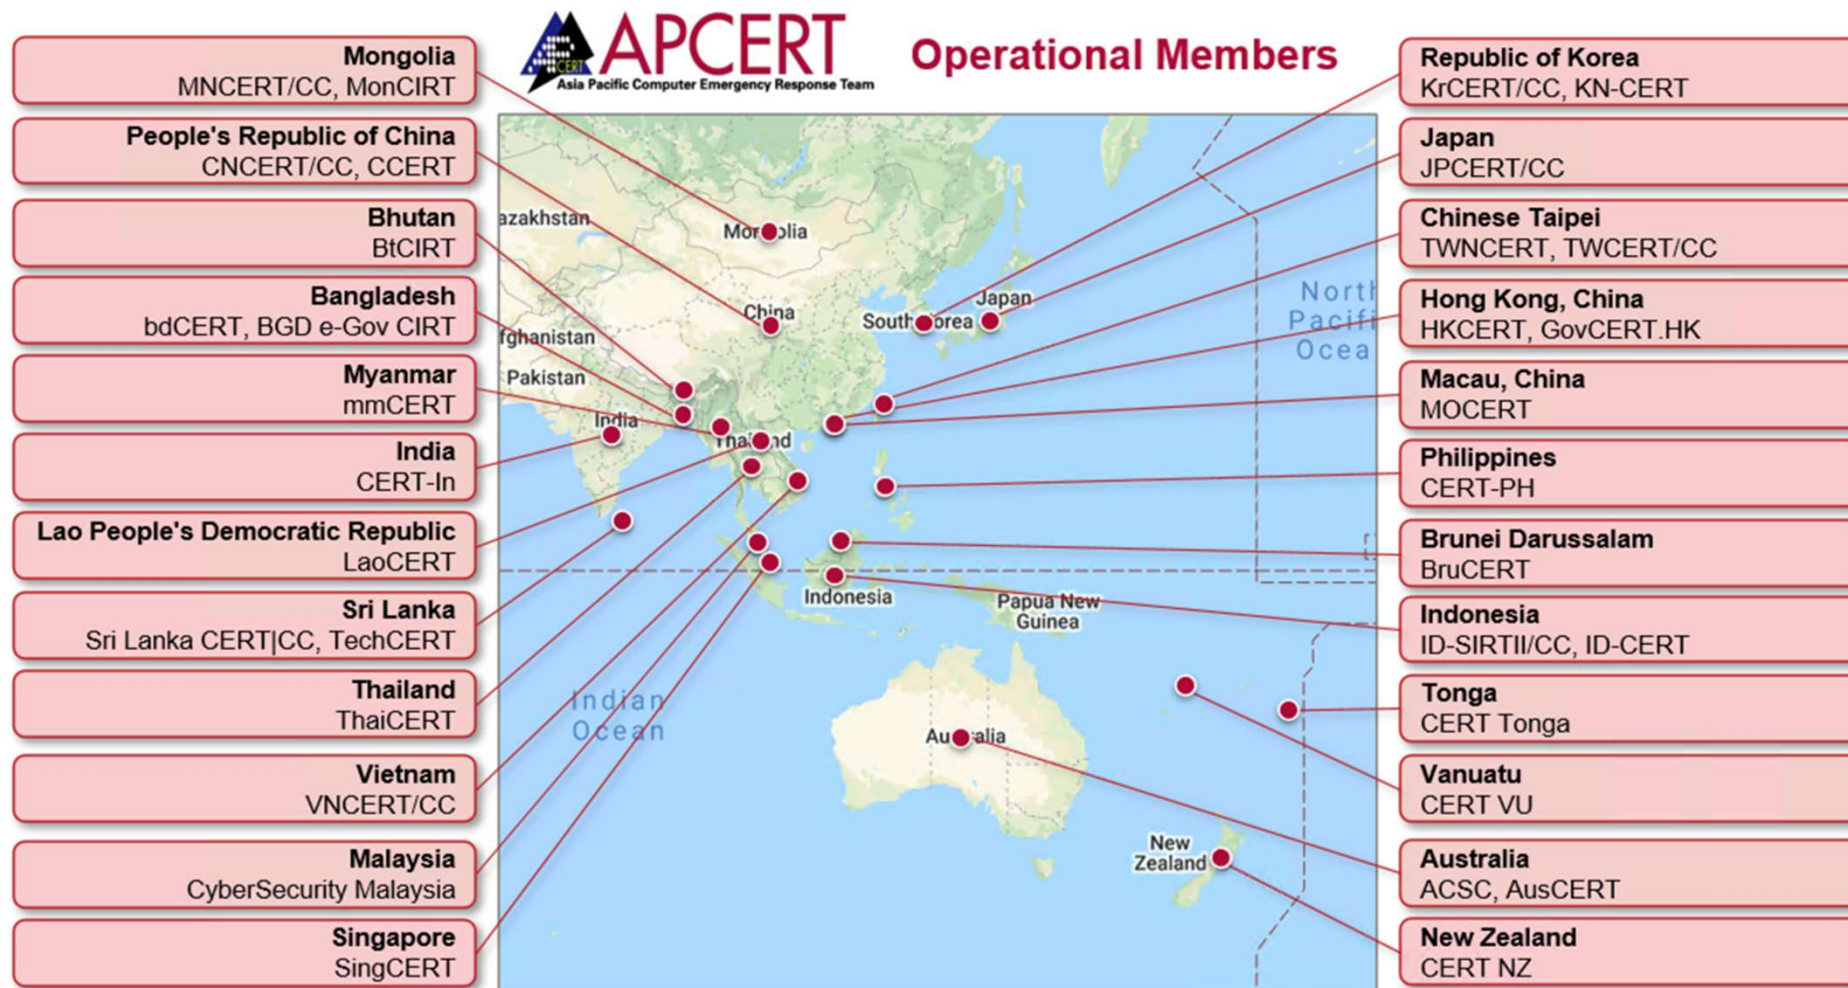 APCERT
CERT
Asia Pacific Computer Emergency Response Team
Operational Members
Mongolia
MNCERT/CC, MonCIRT
People's Republic of China
CNCERT/CC, CCERT
Bhutan
BtCIRT
Bangladesh
bdCERT, BGD e-Gov CIRT
Myanmar
mmCERT
India
CERT-In
Lao People's Democratic Republic
LaoCERT
Sri Lanka
Sri Lanka CERT|CC, TechCERT
Thailand
ThaiCERT
Vietnam
VNCERT/CC
Malaysia
CyberSecurity Malaysia
Singapore
SingCERT
azakhstan
Mongolia
China
fghanistan
Pakistan
India
Thailand
South Korea
Japan
North
Pacifi
Ocea
Indonesia
Papua New
Guinea
Indian
Ocean
Australia
New
Zealand
Republic of Korea
KrCERT/CC, KN-CERT
Japan
JPCERT/CC
Chinese Taipei
TWNCERT, TWCERT/CC
Hong Kong, China
HKCERT, GovCERT.HK
Macau, China
MOCERT
Philippines
CERT-PH
Brunei Darussalam
BruCERT
Indonesia
ID-SIRTII/CC, ID-CERT
Tonga
CERT Tonga
Vanuatu
CERT VU
Australia
ACSC, AusCERT
New Zealand
CERT NZ